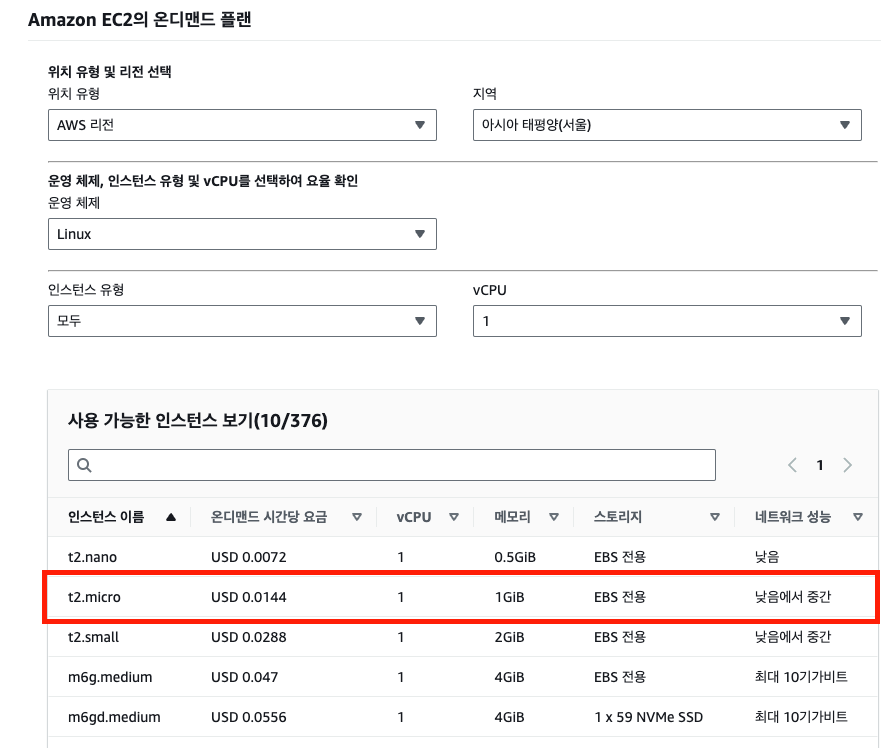 Amazon EC2의 온디맨드 플랜
위치 유형 및 리전 선택
위치 유형 지역
AWS 리전 아시아 태평양(서울)
운영 체제, 인스턴스 유형 및 vCPU를 선택하여 요율 확인
운영 체제
Linux
인스턴스 유형 vCPU
모두 1
사용 가능한 인스턴스 보기(10/376)
1
인스턴스 이름 온디맨드 시간당 요금 vCPU 메모리 스토리지 네트워크 성능
t2.nano USD 0.0072 1 0.5GiB EBS 전용 낮음
t2.micro USD 0.0144 1 1GiB EBS 전용 낮음에서 중간
t2.small USD 0.0288 1 2GiB EBS 전용 낮음에서 중간
m6g.medium USD 0.047 1 4GiB EBS 전용 최대 10기가비트
m6gd.medium USD 0.0556 1 4GiB 1 x 59 NVMe SSD 최대 10기가비트